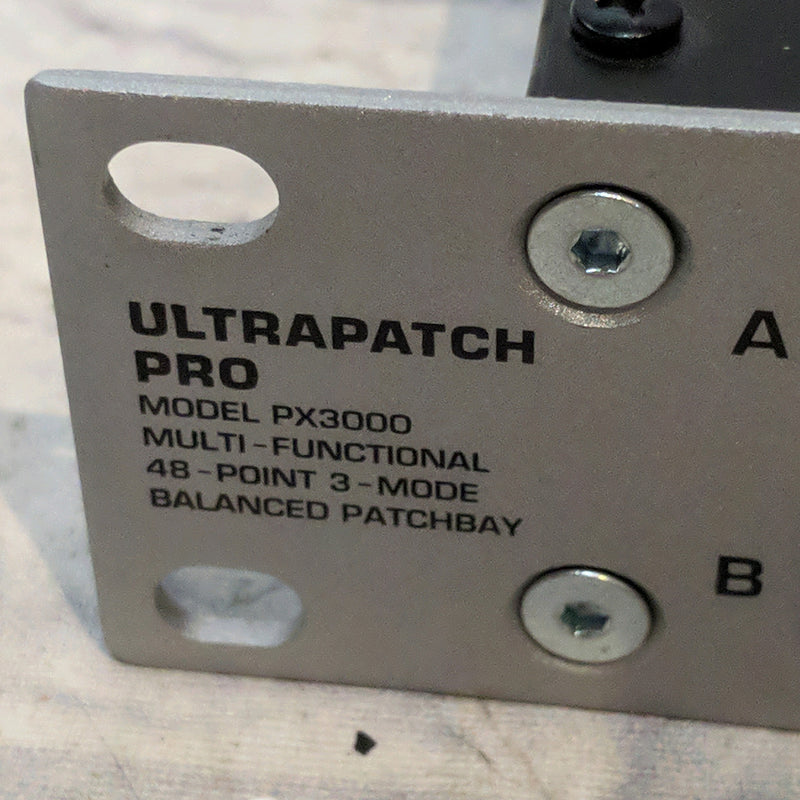 ULTRAPATCH
PRO
MODEL PX3000
MULTI-FUNCTIONAL
48-POINT 3-MODE
BALANCED PATCHBAY
A
B